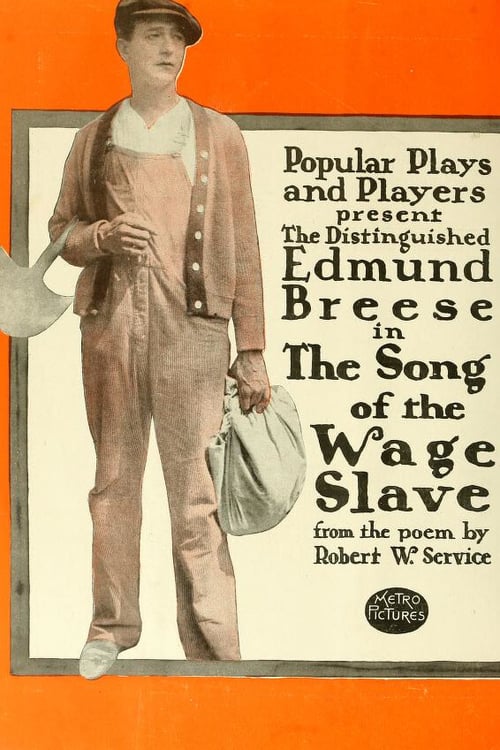 Popular Plays
and Players
present
The Distinguished
Edmund
Breese
in
The Song
of the
Wage
Slave
from the poem by
Robert W. Service
METRO
PICTURES